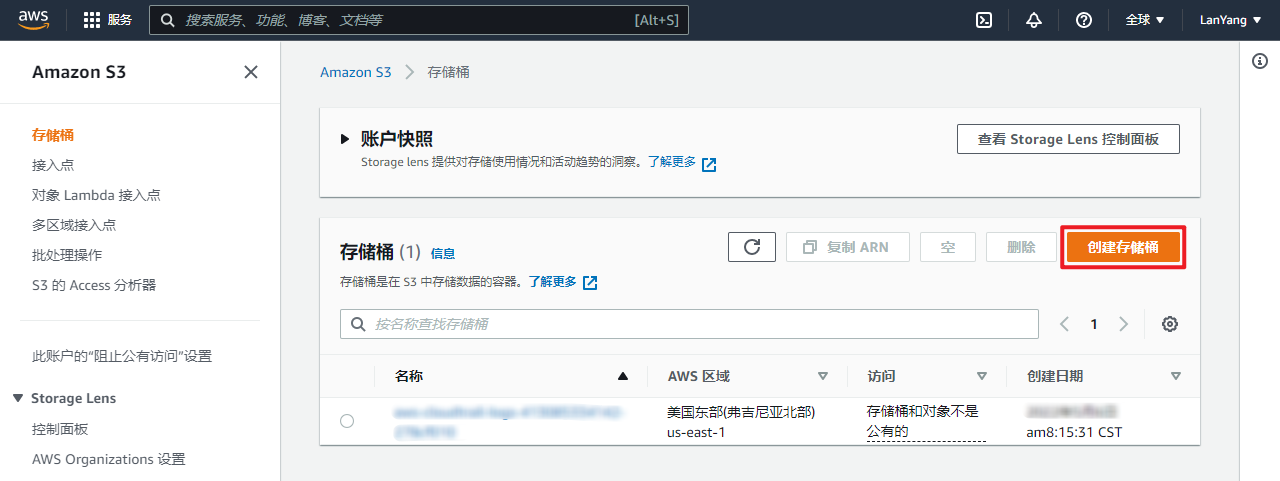 aws
服务
搜索服务、功能、博客、文档等
[Alt+S]
全球
LanYang
Amazon S3
存储桶
接入点
对象 Lambda 接入点
多区域接入点
批处理操作
S3 的 Access 分析器
此账户的“阻止公有访问”设置
Storage Lens
控制面板
AWS Organizations 设置
Amazon S3
存储桶
账户快照
Storage lens 提供对存储使用情况和活动趋势的洞察。了解更多
查看 Storage Lens 控制面板
存储桶 (1) 信息
存储桶是在 S3 中存储数据的容器。了解更多
复制 ARN
空
删除
创建存储桶
按名称查找存储桶
1
名称
AWS 区域
访问
创建日期
美国东部(弗吉尼亚北部)
us-east-1
存储桶和对象不是
公有的
am8:15:31 CST